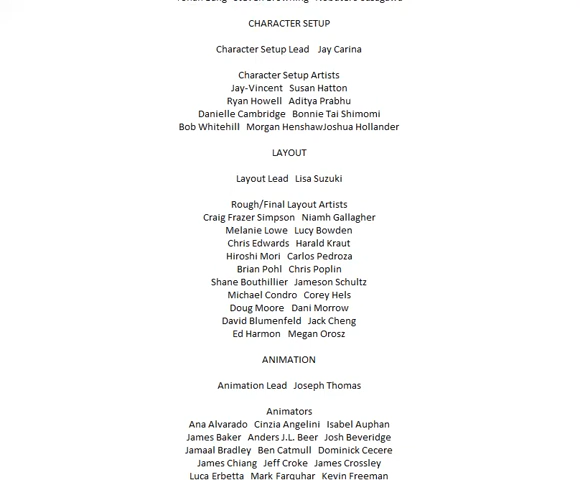 CHARACTER SETUP
Character Setup Lead Jay Carina
Character Setup Artists
Jay-Vincent Susan Hatton
Ryan Howell Aditya Prabhu
Danielle Cambridge Bonnie Tai Shimomi
Bob Whitehill Morgan HenshawJoshua Hollander
LAYOUT
Layout Lead Lisa Suzuki
Rough/Final Layout Artists
Craig Frazer Simpson Niamh Gallagher
Melanie Lowe Lucy Bowden
Chris Edwards Harald Kraut
Hiroshi Mori Carlos Pedroza
Brian Pohl Chris Poplin
Shane Bouthillier Jameson Schultz
Michael Condro Corey Hels
Doug Moore Dani Morrow
David Blumenfeld Jack Cheng
Ed Harmon Megan Orosz
ANIMATION
Animation Lead Joseph Thomas
Animators
Ana Alvarado Cinzia Angelini Isabel Auphan
James Baker Anders J.L. Beer Josh Beveridge
Jamaal Bradley Ben Catmull Dominick Cecere
James Chiang Jeff Croke James Crossley
Luca Erbetta Mark Farquhar Kevin Freeman